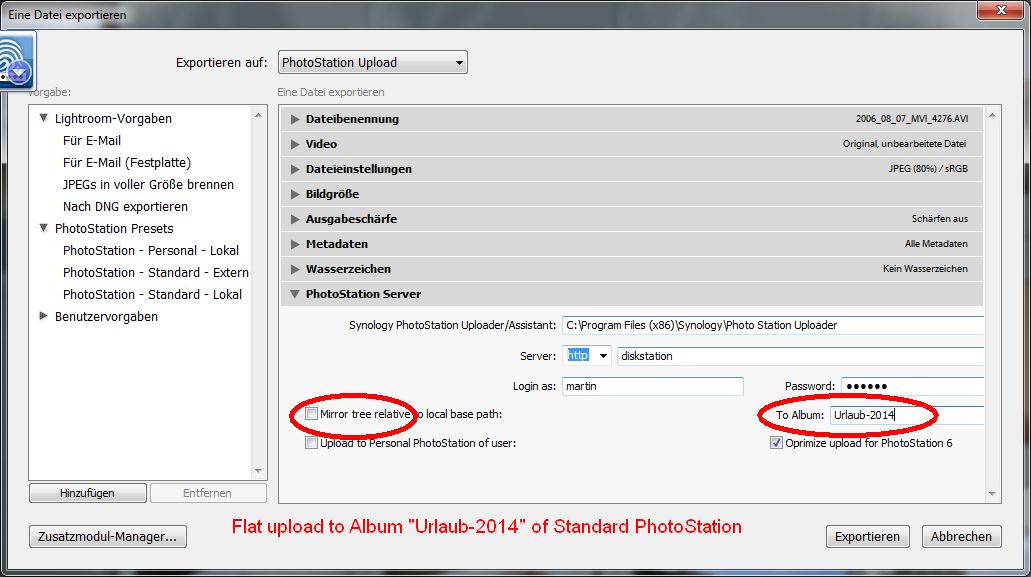 Eine Datei exportieren
Exportieren auf: PhotoStation Upload
Vorgabe:
Eine Datei exportieren
Lightroom-Vorgaben
Für E-Mail
Für E-Mail (Festplatte)
JPEGs in voller Größe brennen
Nach DNG exportieren
PhotoStation Presets
PhotoStation - Personal - Lokal
PhotoStation - Standard - Extern
PhotoStation - Standard - Lokal
Benutzervorgaben
Hinzufügen
Entfernen
Dateibenennung 2006_08_07_MVI_4276.AVI
Video Original, unbearbeitete Datei
Dateieinstellungen JPEG (80%) / sRGB
Bildgröße
Ausgabeschärfe Schärfen aus
Metadaten Alle Metadaten
Wasserzeichen Kein Wasserzeichen
PhotoStation Server
Synology PhotoStation Uploader/Assistant: C:\Program Files (x86)\Synology\Photo Station Uploader
Server: http diskstation
Login as: martin Password: ●●●●●●
Mirror tree relative to local base path: To Album: Urlaub-2014
Upload to Personal PhotoStation of user: Oprimize upload for PhotoStation 6
Flat upload to Album "Urlaub-2014" of Standard PhotoStation
Zusatzmodul-Manager...
Exportieren
Abbrechen